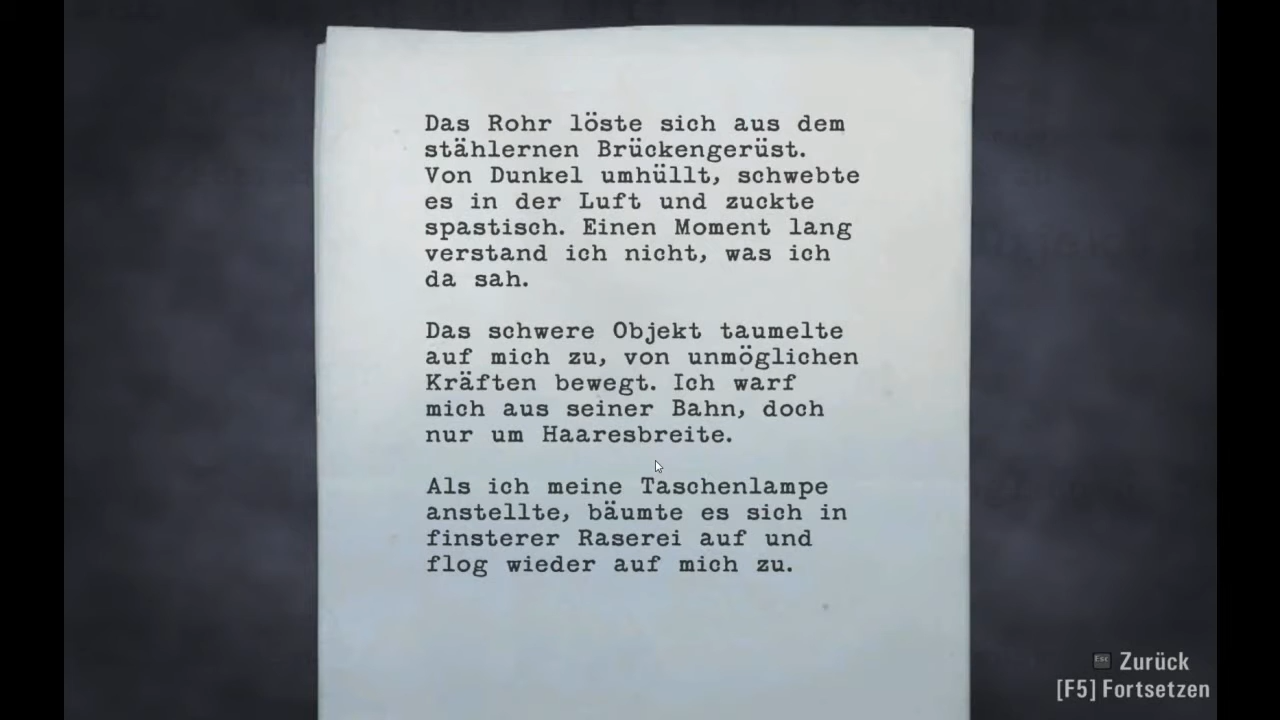 Das Rohr löste sich aus dem
stählernen Brückengerüst.
Von Dunkel umhüllt, schwebte
es in der Luft und zuckte
spastisch. Einen Moment lang
verstand ich nicht, was ich
da sah.
Das schwere Objekt taumelte
auf mich zu, von unmöglichen
Kräften bewegt. Ich warf
mich aus seiner Bahn, doch
nur um Haaresbreite.
Als ich meine Taschenlampe
anstellte, bäumte es sich in
finsterer Raserei auf und
flog wieder auf mich zu.
Esc Zurück
[F5] Fortsetzen